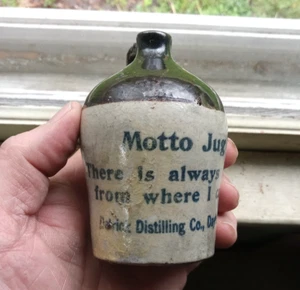 Motto Jug
There is always
from where I
Distilling Co.,